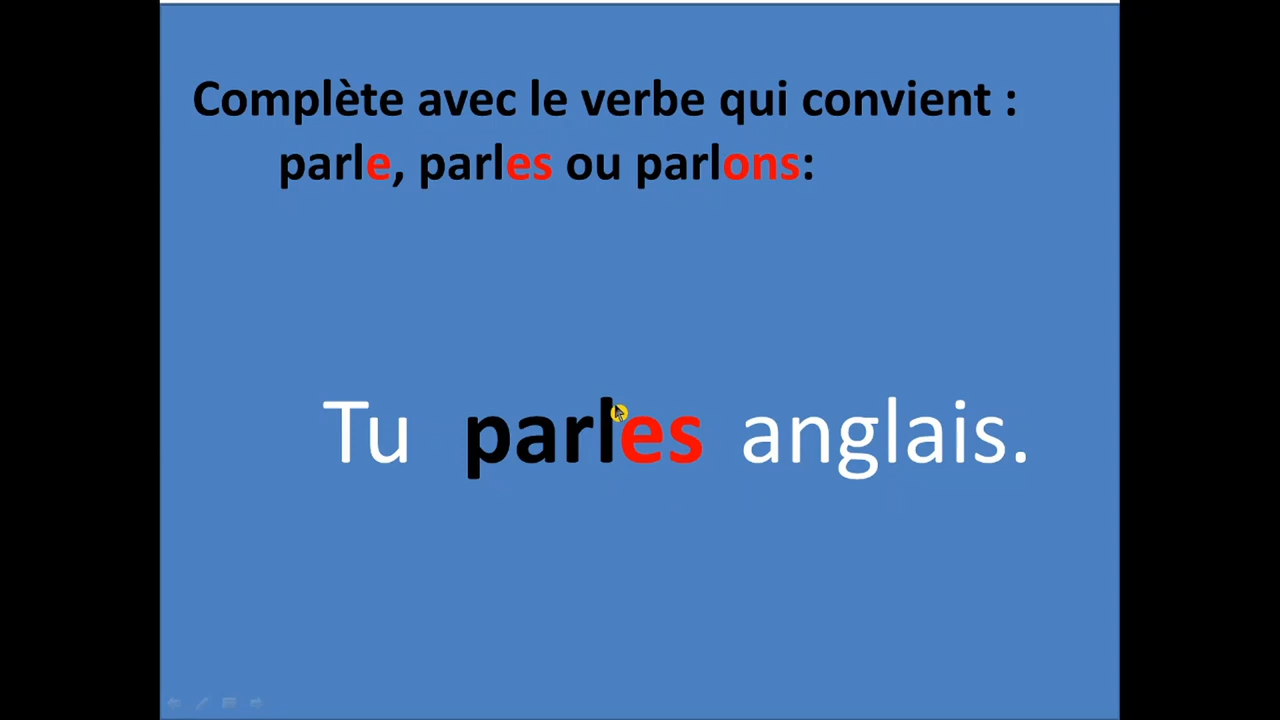 Complète avec le verbe qui convient :
parle, parles ou parlons:
Tu parles anglais.